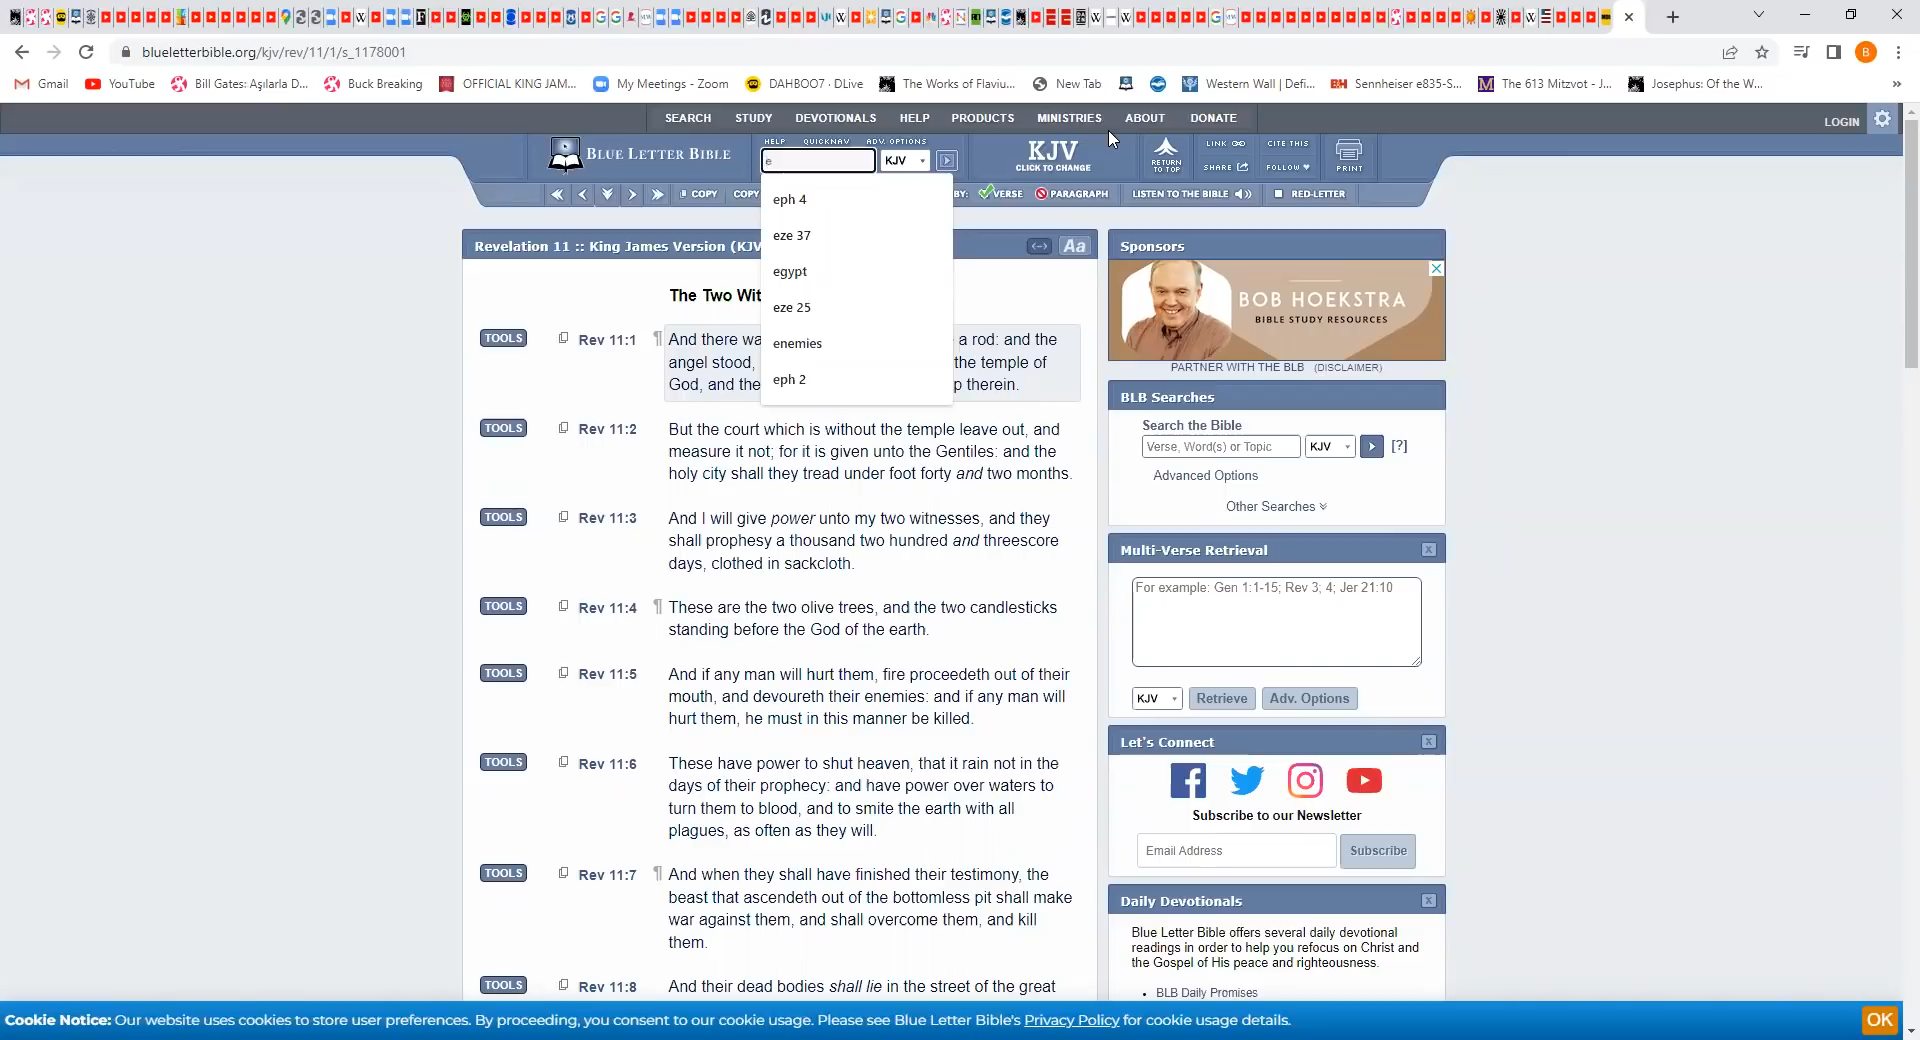 blueletterbible.org/kjv/rev/11/1/s_1178001
B
Gmail
YouTube
Bill Gates: Aşılarla D...
Buck Breaking
OFFICIAL KING JAM...
My Meetings - Zoom
DAHBOO7 · DLive
The Works of Flaviu...
New Tab
Western Wall | Defi...
Sennheiser e835-S...
The 613 Mitzvot - J...
Josephus: Of the W...
»
SEARCH STUDY DEVOTIONALS HELP PRODUCTS MINISTRIES ABOUT DONATE
LOGIN
BLUE LETTER BIBLE
HELP QUICKNAV ADV. OPTIONS
e
KJV
KJV
CLICK TO CHANGE
RETURN
TO TOP
LINK
SHARE
CITE THIS
FOLLOW
PRINT
COPY
COPY
BY:
VERSE
PARAGRAPH
LISTEN TO THE BIBLE
RED-LETTER
eph 4
eze 37
egypt
eze 25
enemies
eph 2
Revelation 11 :: King James Version (KJV
Aa
The Two Wit
TOOLS
Rev 11:1
¶
And there wa a rod: and the
angel stood, the temple of
God, and the p therein.
TOOLS
Rev 11:2
But the court which is without the temple leave out, and
measure it not; for it is given unto the Gentiles: and the
holy city shall they tread under foot forty and two months.
TOOLS
Rev 11:3
And I will give power unto my two witnesses, and they
shall prophesy a thousand two hundred and threescore
days, clothed in sackcloth.
TOOLS
Rev 11:4
¶
These are the two olive trees, and the two candlesticks
standing before the God of the earth.
TOOLS
Rev 11:5
And if any man will hurt them, fire proceedeth out of their
mouth, and devoureth their enemies: and if any man will
hurt them, he must in this manner be killed.
TOOLS
Rev 11:6
These have power to shut heaven, that it rain not in the
days of their prophecy: and have power over waters to
turn them to blood, and to smite the earth with all
plagues, as often as they will.
TOOLS
Rev 11:7
¶
And when they shall have finished their testimony, the
beast that ascendeth out of the bottomless pit shall make
war against them, and shall overcome them, and kill
them.
TOOLS
Rev 11:8
And their dead bodies shall lie in the street of the great
Sponsors
BOB HOEKSTRA
BIBLE STUDY RESOURCES
PARTNER WITH THE BLB (DISCLAIMER)
BLB Searches
Search the Bible
Verse, Word(s) or Topic
KJV
[?]
Advanced Options
Other Searches
Multi-Verse Retrieval
X
For example: Gen 1:1-15; Rev 3; 4; Jer 21:10
KJV
Retrieve
Adv. Options
Let's Connect
X
Subscribe to our Newsletter
Email Address
Subscribe
Daily Devotionals
X
Blue Letter Bible offers several daily devotional
readings in order to help you refocus on Christ and
the Gospel of His peace and righteousness.
• BLB Daily Promises
Cookie Notice: Our website uses cookies to store user preferences. By proceeding, you consent to our cookie usage. Please see Blue Letter Bible's Privacy Policy for cookie usage details.
OK